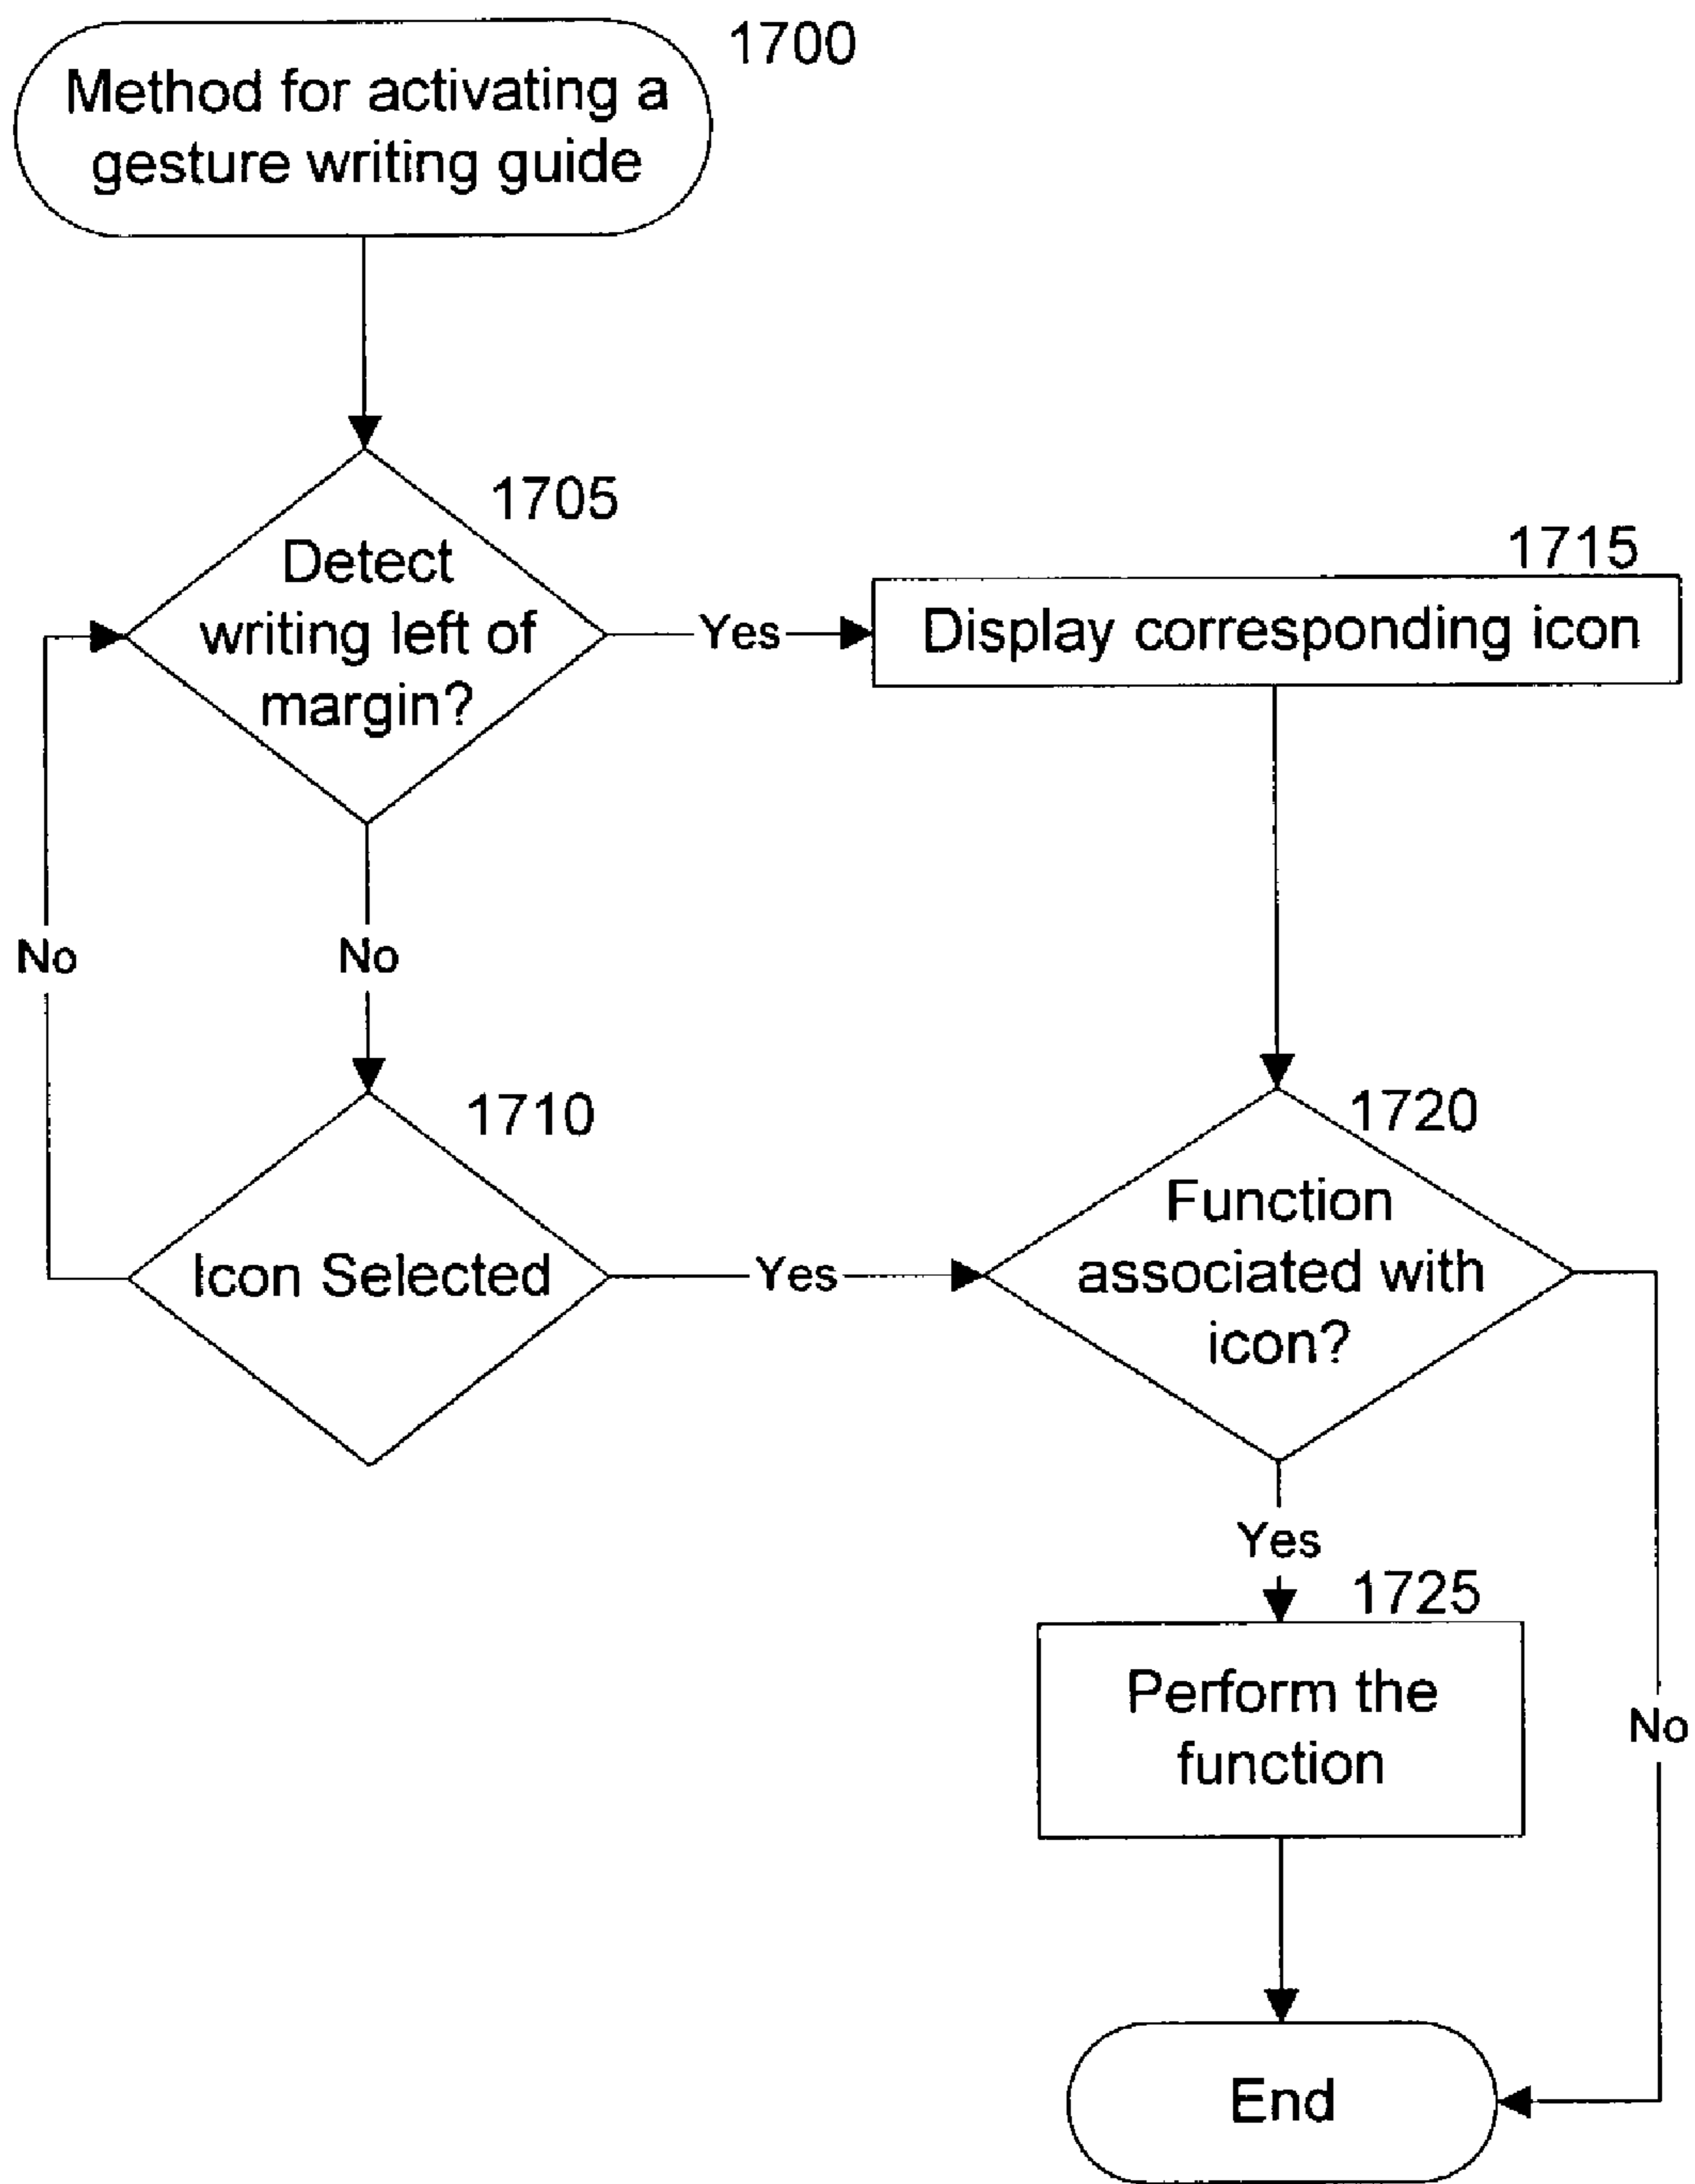 1700
Method for activating a
gesture writing guide
1705
Detect
writing left of
margin?
Yes
1715
Display corresponding icon
No
No
1710
Icon Selected
Yes
1720
Function
associated with
icon?
Yes
1725
Perform the
function
No
End